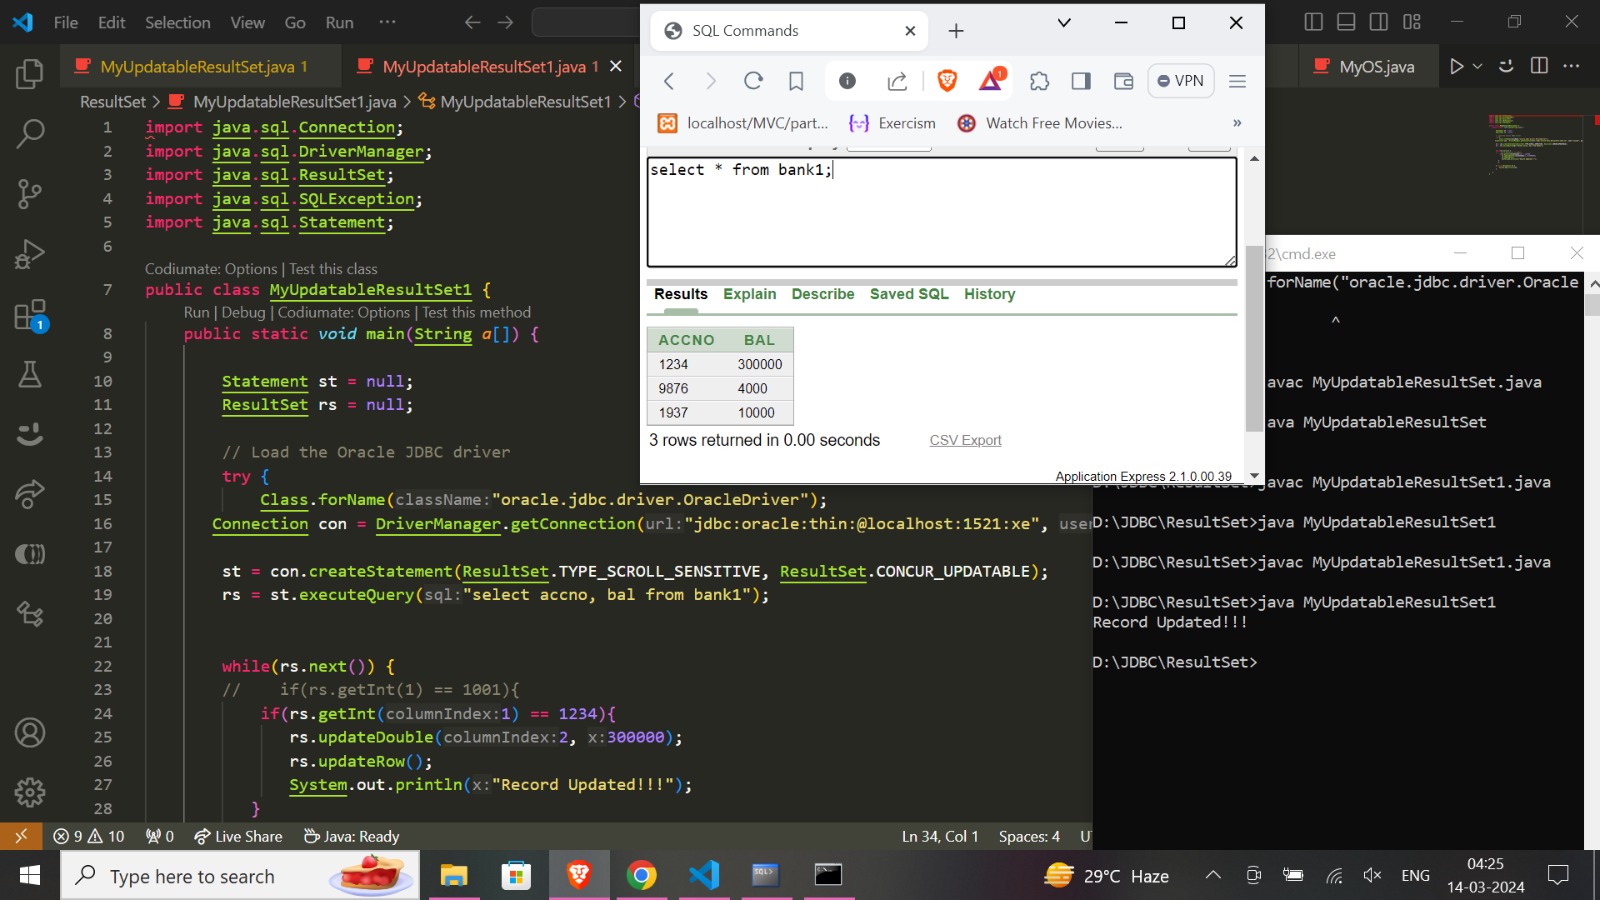 File Edit Selection View Go Run ...
MyUpdatableResultSet.java 1
MyUpdatableResultSet1.java 1
MyOS.java
ResultSet > MyUpdatableResultSet1.java > MyUpdatableResultSet1 >
1 import java.sql.Connection;
2 import java.sql.DriverManager;
3 import java.sql.ResultSet;
4 import java.sql.SQLException;
5 import java.sql.Statement;
6
Codiumate: Options | Test this class
7 public class MyUpdatableResultSet1 {
Run | Debug | Codiumate: Options | Test this method
8 public static void main(String a[]) {
9
10 Statement st = null;
11 ResultSet rs = null;
12
13 // Load the Oracle JDBC driver
14 try {
15 Class.forName(className:"oracle.jdbc.driver.OracleDriver");
16 Connection con = DriverManager.getConnection(url:"jdbc:oracle:thin:@localhost:1521:xe", user
17
18 st = con.createStatement(ResultSet.TYPE_SCROLL_SENSITIVE, ResultSet.CONCUR_UPDATABLE);
19 rs = st.executeQuery(sql:"select accno, bal from bank1");
20
21
22 while(rs.next()) {
23 // if(rs.getInt(1) == 1001){
24 if(rs.getInt(columnIndex:1) == 1234){
25 rs.updateDouble(columnIndex:2, x:300000);
26 rs.updateRow();
27 System.out.println(x:"Record Updated!!!");
28 }
1
9 10 0 Live Share Java: Ready
Ln 34, Col 1 Spaces: 4 U
SQL Commands
1
VPN
localhost/MVC/part... Exercism Watch Free Movies... »
select * from bank1;
Results Explain Describe Saved SQL History
ACCNO BAL
1234 300000
9876 4000
1937 10000
3 rows returned in 0.00 seconds CSV Export
Application Express 2.1.0.00.39
2\cmd.exe
forName("oracle.jdbc.driver.Oracle
^
avac MyUpdatableResultSet.java
ava MyUpdatableResultSet
D:\JDBC\ResultSet>javac MyUpdatableResultSet1.java
D:\JDBC\ResultSet>java MyUpdatableResultSet1
D:\JDBC\ResultSet>javac MyUpdatableResultSet1.java
D:\JDBC\ResultSet>java MyUpdatableResultSet1
Record Updated!!!
D:\JDBC\ResultSet>
Type here to search
SQL>
29°C Haze
ENG
04:25
14-03-2024